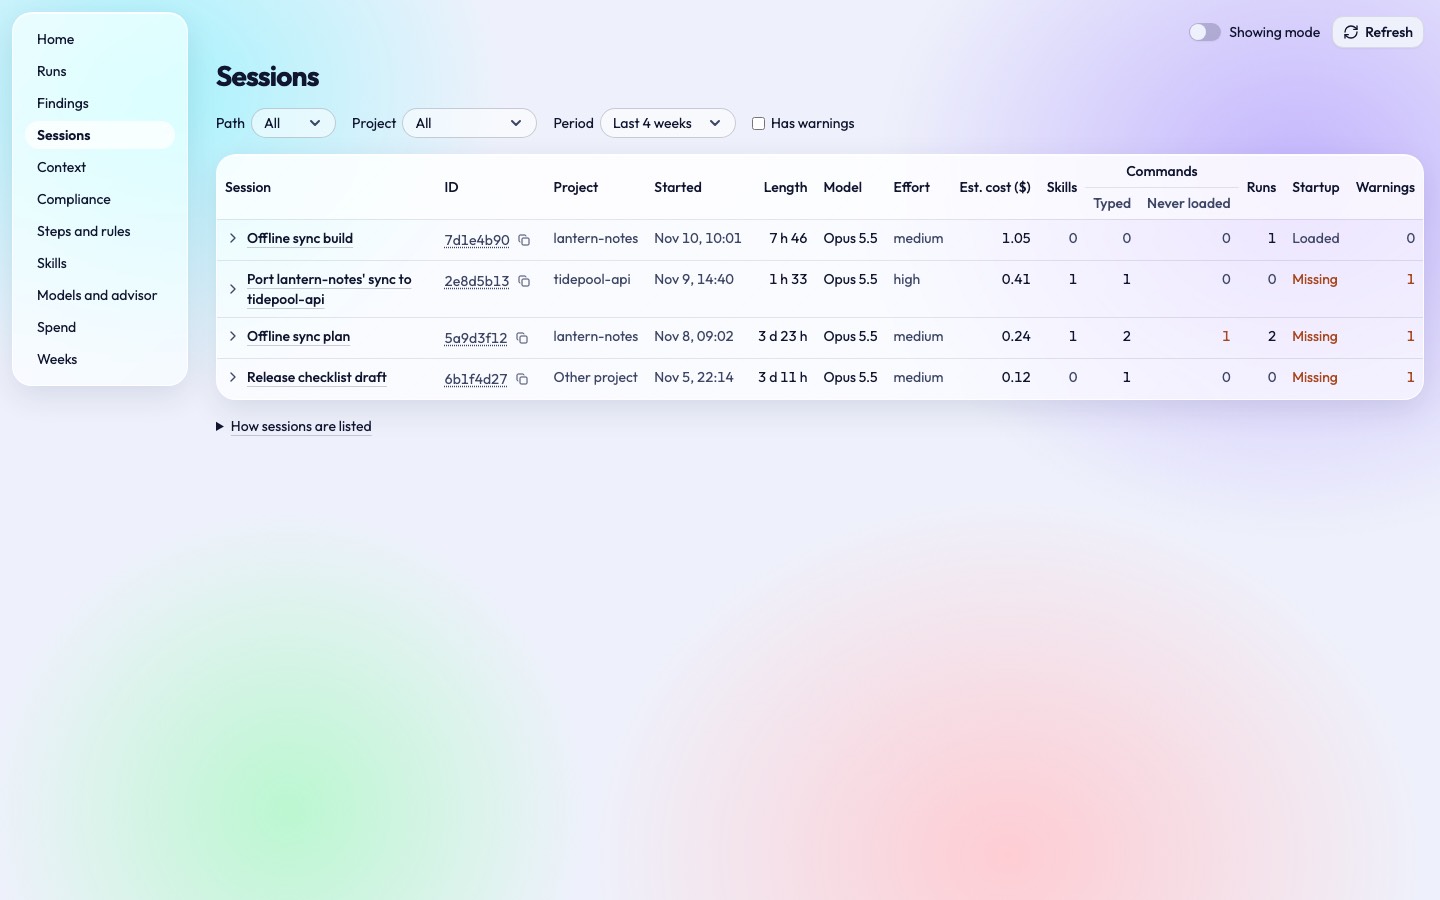 Home
Runs
Findings
Sessions
Context
Compliance
Steps and rules
Skills
Models and advisor
Spend
Weeks
Showing mode
Refresh
Sessions
Path All Project All Period Last 4 weeks Has warnings
Session ID Project Started Length Model Effort Est. cost ($) Skills Commands Runs Startup Warnings
Typed Never loaded
Offline sync build 7d1e4b90 lantern-notes Nov 10, 10:01 7 h 46 Opus 5.5 medium 1.05 0 0 0 1 Loaded 0
Port lantern-notes' sync to 2e8d5b13 tidepool-api Nov 9, 14:40 1 h 33 Opus 5.5 high 0.41 1 1 0 0 Missing 1
tidepool-api
Offline sync plan 5a9d3f12 lantern-notes Nov 8, 09:02 3 d 23 h Opus 5.5 medium 0.24 1 2 1 2 Missing 1
Release checklist draft 6b1f4d27 Other project Nov 5, 22:14 3 d 11 h Opus 5.5 medium 0.12 0 1 0 0 Missing 1
How sessions are listed